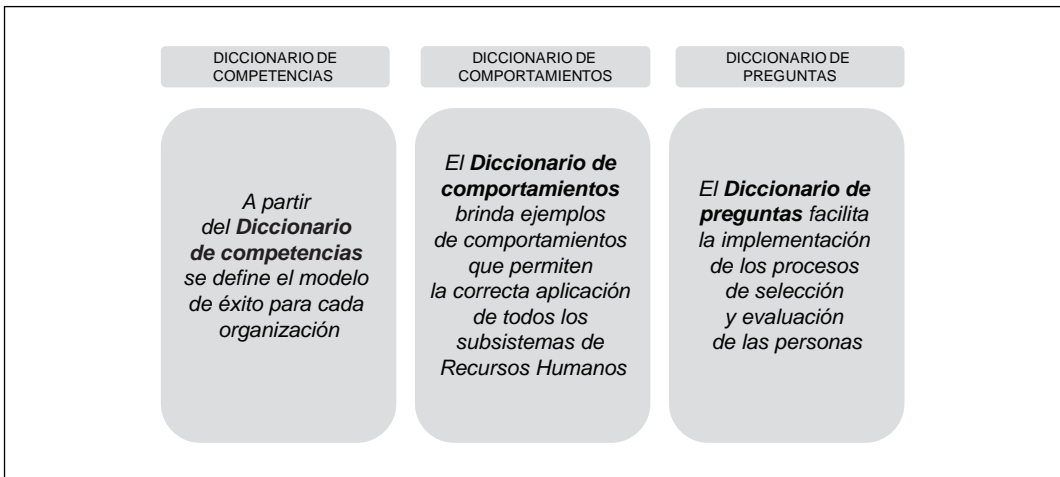 DICCIONARIO DE
COMPETENCIAS
A partir
del Diccionario
de competencias
se define el modelo
de éxito para cada
organización
DICCIONARIO DE
COMPORTAMIENTOS
El Diccionario de
comportamientos
brinda ejemplos
de comportamientos
que permiten
la correcta aplicación
de todos los
subsistemas de
Recursos Humanos
DICCIONARIO DE
PREGUNTAS
El Diccionario de
preguntas facilita
la implementación
de los procesos
de selección
y evaluación
de las personas